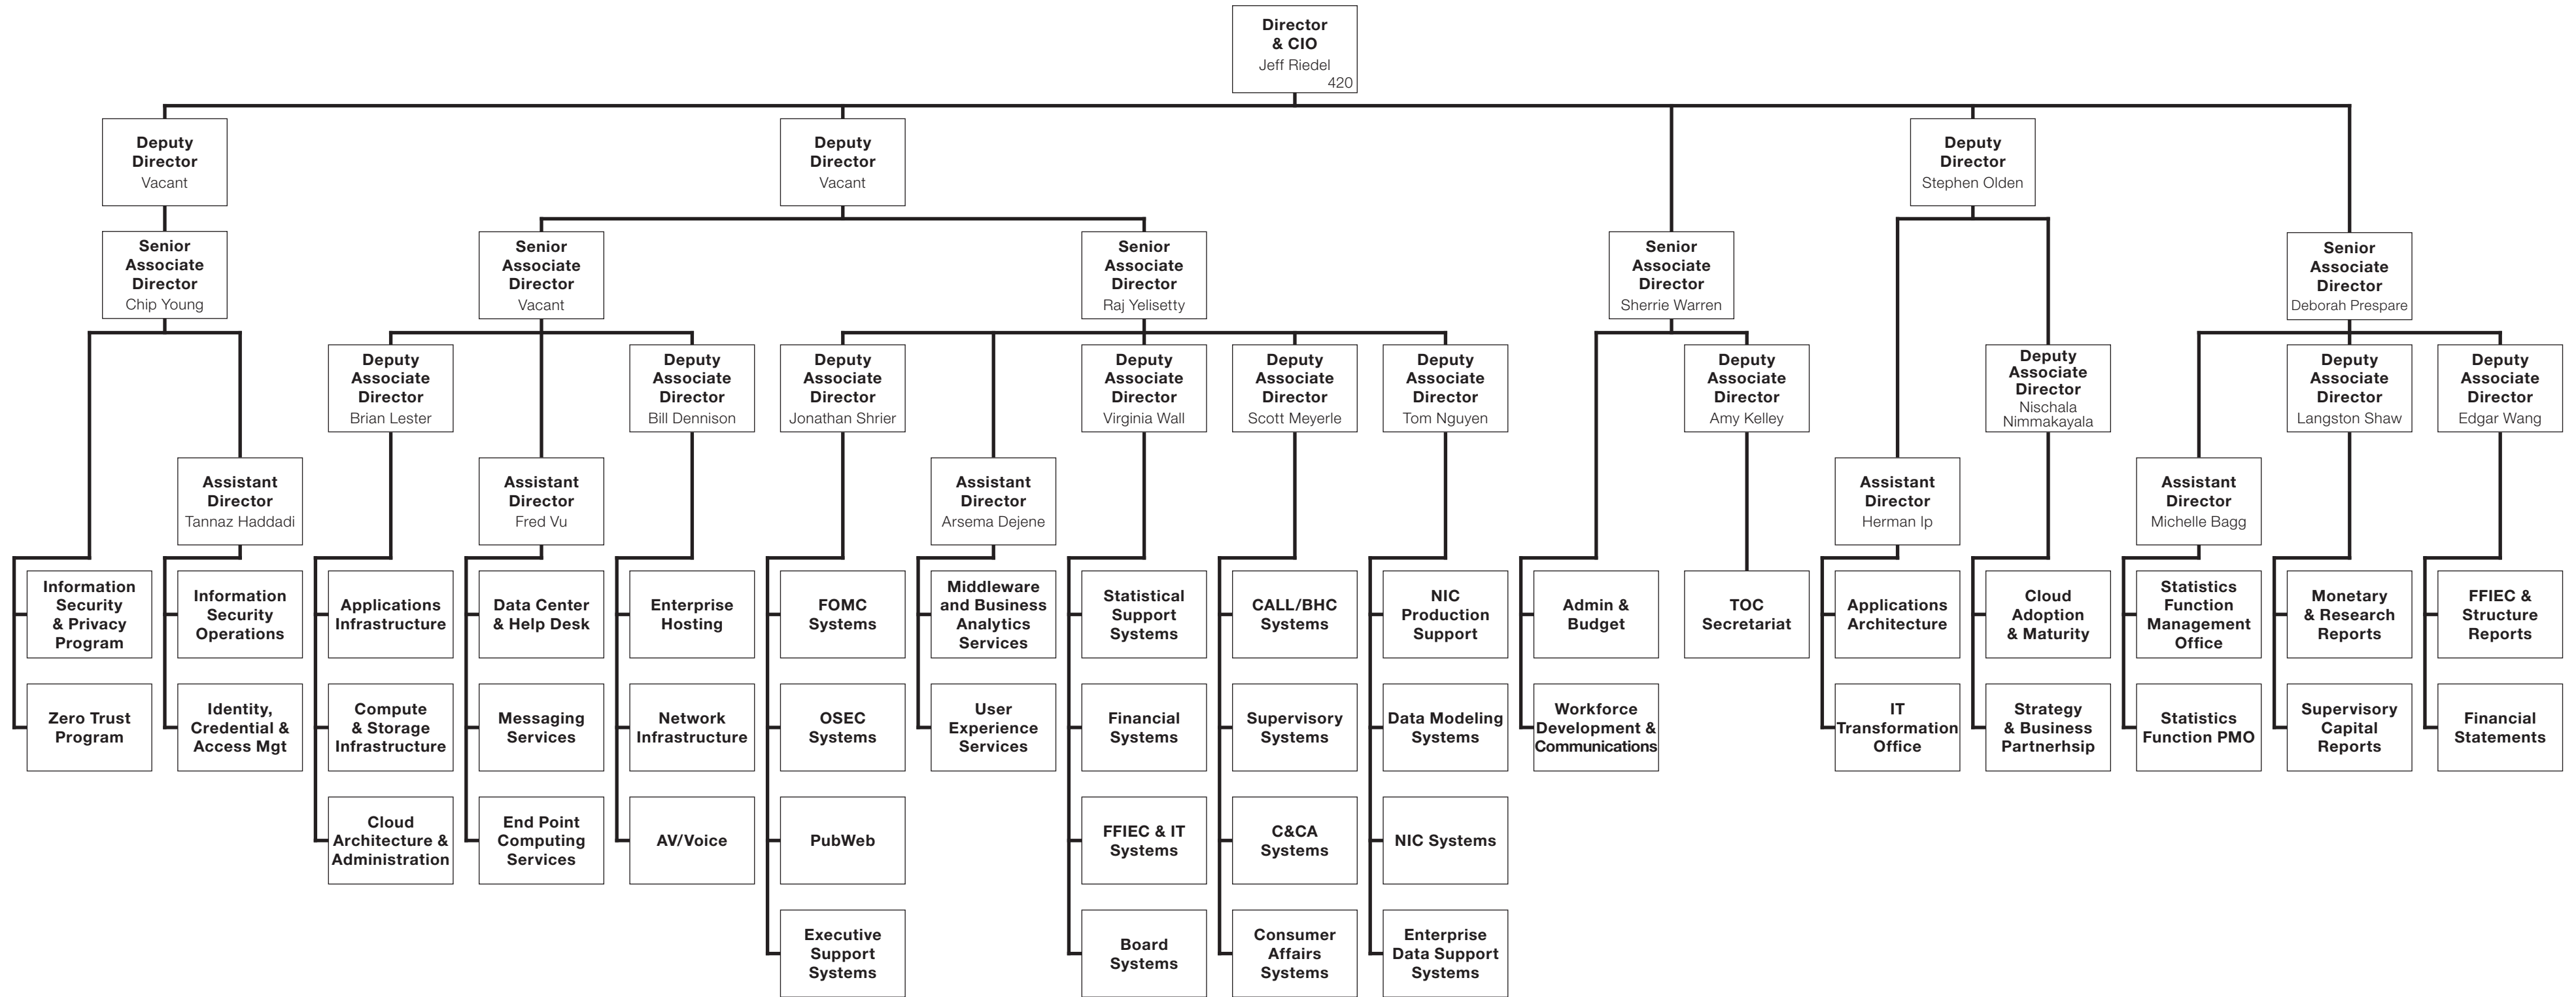 Director
& CIO
Jeff Riedel
420
Deputy
Director
Vacant
Deputy
Director
Vacant
Deputy
Director
Stephen Olden
Senior
Associate
Director
Chip Young
Senior
Associate
Director
Vacant
Senior
Associate
Director
Raj Yelisetty
Senior
Associate
Director
Sherrie Warren
Senior
Associate
Director
Deborah Prespare
Deputy
Associate
Director
Brian Lester
Deputy
Associate
Director
Bill Dennison
Deputy
Associate
Director
Jonathan Shrier
Deputy
Associate
Director
Virginia Wall
Deputy
Associate
Director
Scott Meyerle
Deputy
Associate
Director
Tom Nguyen
Deputy
Associate
Director
Amy Kelley
Deputy
Associate
Director
Nischala
Nimmakayala
Deputy
Associate
Director
Langston Shaw
Deputy
Associate
Director
Edgar Wang
Assistant
Director
Tannaz Haddadi
Assistant
Director
Fred Vu
Assistant
Director
Arsema Dejene
Assistant
Director
Herman Ip
Assistant
Director
Michelle Bagg
Information
Security
& Privacy
Program
Information
Security
Operations
Applications
Infrastructure
Data Center
& Help Desk
Enterprise
Hosting
FOMC
Systems
Middleware
and Business
Analytics
Services
Statistical
Support
Systems
CALL/BHC
Systems
NIC
Production
Support
Admin &
Budget
TOC
Secretariat
Applications
Architecture
Cloud
Adoption
& Maturity
Statistics
Function
Management
Office
Monetary
& Research
Reports
FFIEC &
Structure
Reports
Zero Trust
Program
Identity,
Credential &
Access Mgt
Compute
& Storage
Infrastructure
Messaging
Services
Network
Infrastructure
OSEC
Systems
User
Experience
Services
Financial
Systems
Supervisory
Systems
Data Modeling
Systems
Workforce
Development &
Communications
IT
Transformation
Office
Strategy
& Business
Partnerhsip
Statistics
Function PMO
Supervisory
Capital
Reports
Financial
Statements
Cloud
Architecture &
Administration
End Point
Computing
Services
AV/Voice
PubWeb
FFIEC & IT
Systems
C&CA
Systems
NIC Systems
Executive
Support
Systems
Board
Systems
Consumer
Affairs
Systems
Enterprise
Data Support
Systems